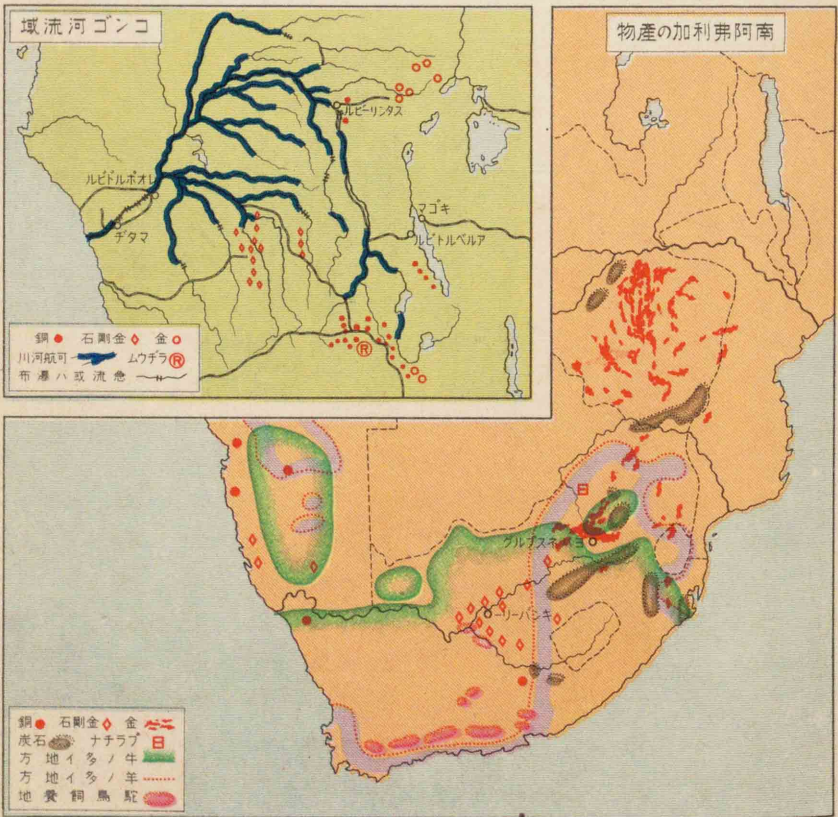 南阿弗利加の物產
コンゴ河流域
スタンリービル
レオポルドビル
マタヂ
キゴマ
アルベルトビル
R
金 金剛石 銅
R ラヂウム 可航河川
急流或ハ瀑布
日
ヨハネスブルグ
キンバーリー
金 金剛石 銅
日 プラチナ 石炭
牛ノ多イ地方
羊ノ多イ地方
駝鳥飼養地